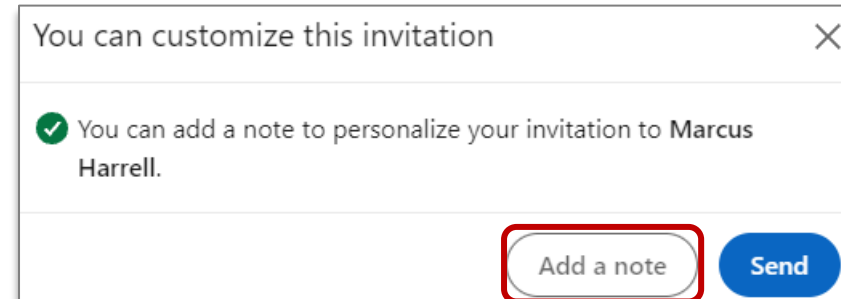 You can customize this invitation
You can add a note to personalize your invitation to Marcus
Harrell.
Add a note
Send